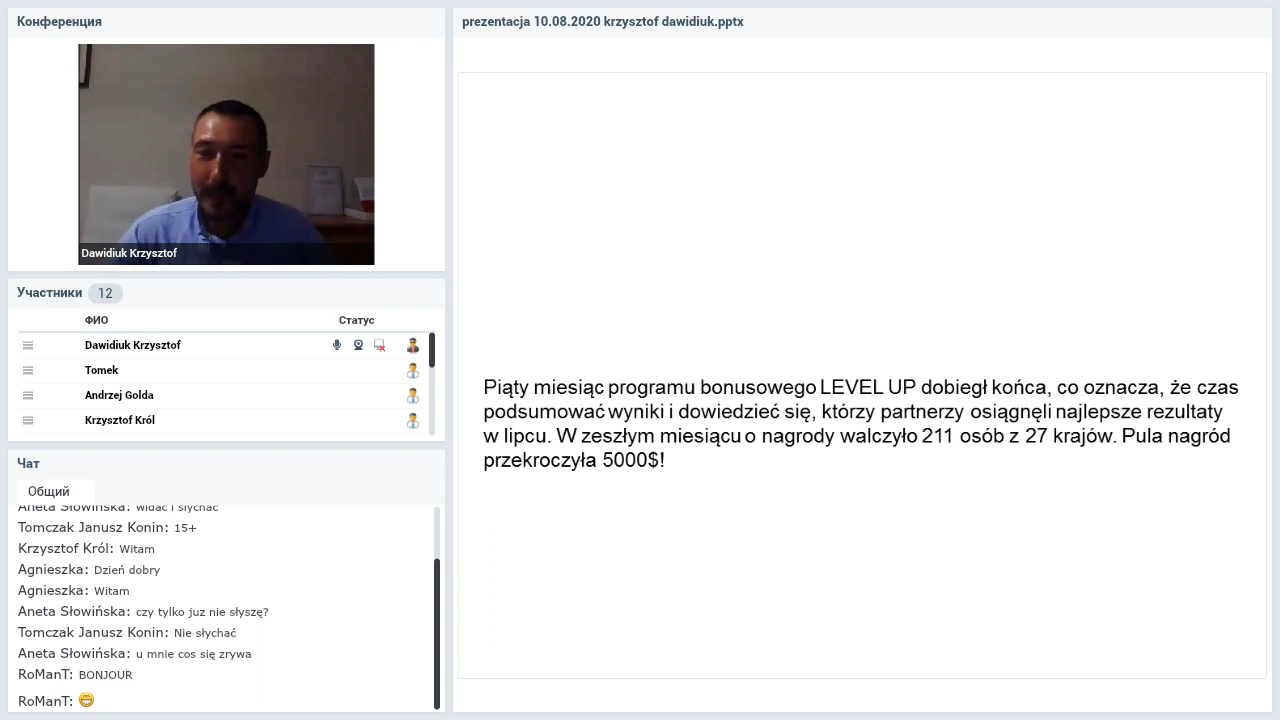 Конференция
Dawidiuk Krzysztof
Участники 12
ФИО Статус
Dawidiuk Krzysztof
Tomek
Andrzej Golda
Krzysztof Król
Чат
Общий
Aneta Słowińska: widać i słychać
Tomczak Janusz Konin: 15+
Krzysztof Król: Witam
Agnieszka: Dzień dobry
Agnieszka: Witam
Aneta Słowińska: czy tylko juz nie słyszę?
Tomczak Janusz Konin: Nie słychać
Aneta Słowińska: u mnie cos się zrywa
RoManT: BONJOUR
RoManT:
prezentacja 10.08.2020 krzysztof dawidiuk.pptx
Piąty miesiąc programu bonusowego LEVEL UP dobiegł końca, co oznacza, że czas
podsumować wyniki i dowiedzieć się, którzy partnerzy osiągnęli najlepsze rezultaty
w lipcu. W zeszłym miesiącu o nagrody walczyło 211 osób z 27 krajów. Pula nagród
przekroczyła 5000$!